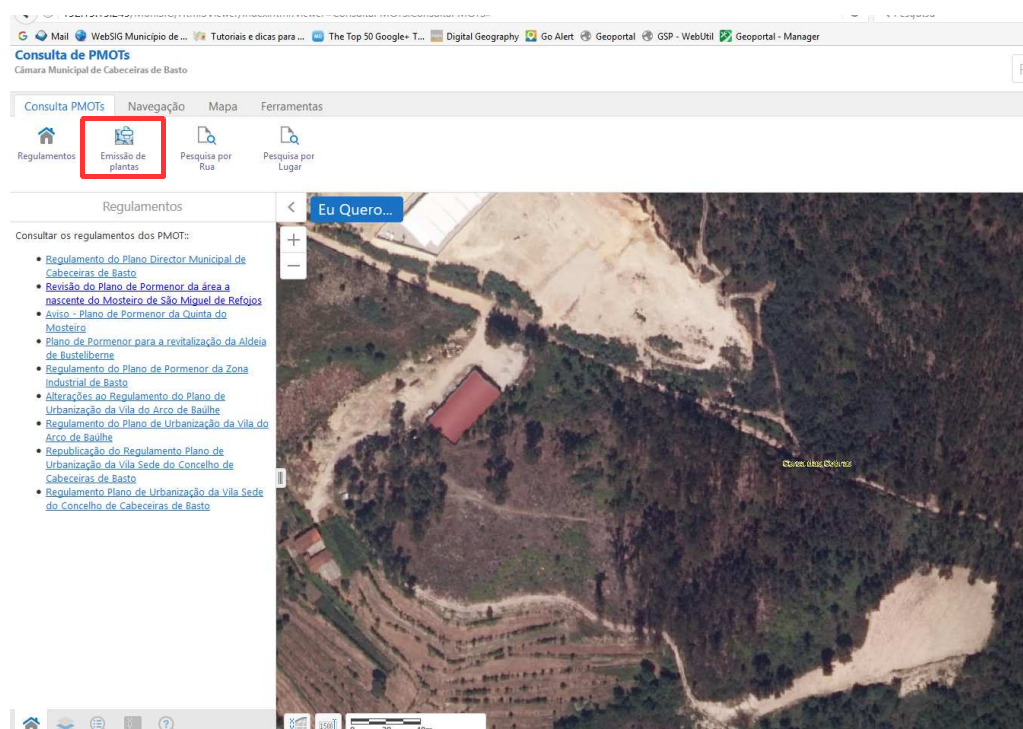 Mail WebSIG Município de ... Tutoriais e dicas para ... The Top 50 Google+ T... Digital Geography Go Alert Geoportal GSP - WebUtil Geoportal - Manager
Consulta de PMOTs
Câmara Municipal de Cabeceiras de Basto
Consulta PMOTs Navegação Mapa Ferramentas
Regulamentos
Emissão de
plantas
Pesquisa por
Rua
Pesquisa por
Lugar
Regulamentos
Eu Quero...
Consultar os regulamentos dos PMOT::
Regulamento do Plano Director Municipal de
Cabeceiras de Basto
Revisão do Plano de Pormenor da área a
nascente do Mosteiro de São Miguel de Refojos
Aviso - Plano de Pormenor da Quinta do
Mosteiro
Plano de Pormenor para a revitalização da Aldeia
de Busteliberne
Regulamento do Plano de Pormenor da Zona
Industrial de Basto
Alterações ao Regulamento do Plano de
Urbanização da Vila do Arco de Baúlhe
Regulamento do Plano de Urbanização da Vila do
Arco de Baúlhe
Republicação do Regulamento Plano de
Urbanização da Vila Sede do Concelho de
Cabeceiras de Basto
Regulamento Plano de Urbanização da Vila Sede
do Concelho de Cabeceiras de Basto